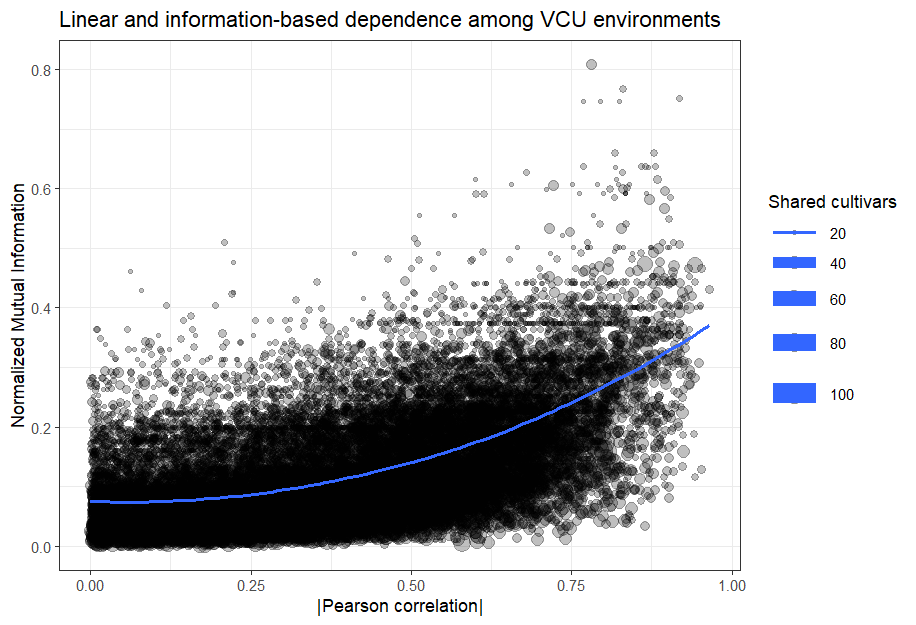 Linear and information-based dependence among VCU environments
Normalized Mutual Information
0.8
0.6
0.4
0.2
0.0
0.00 0.25 0.50 0.75 1.00
|Pearson correlation|
Shared cultivars
20
40
60
80
100